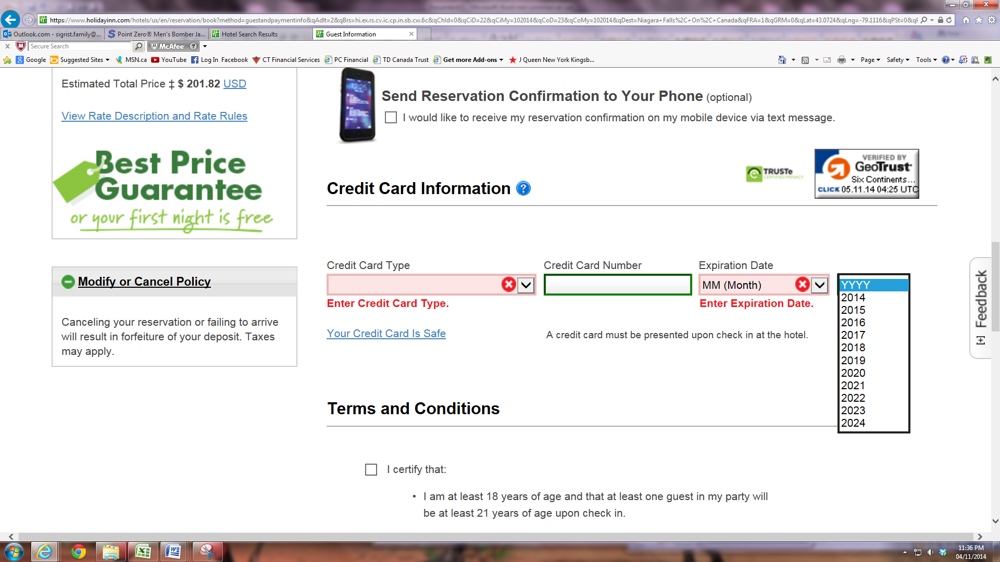 https://www.holidayinn.com/hotels/us/en/reservation/book?method=guestandpaymentinfo&qAdlt=2&qBrs=hi.ex.rs.cv.ic.cp.in.sb.cw.6c&qChld=0&qCiD=22&qCiMy=102014&qCoD=23&qCoMy=102014&qDest=Niagara+Falls%2C+On%2C+Canada&qFRA=1&qGRM=0&qLat=43.0724&qLng=-79.1116&qPSt=0&qF
Outlook.com - sigrist.family@...
Point Zero® Men's Bomber Ja...
Hotel Search Results
Guest Information
Secure Search
McAfee
Google
Suggested Sites
MSN.ca
YouTube
Log In
Facebook
CT Financial Services
PC Financial
TD Canada Trust
Get more Add-ons
J Queen New York Kingsb...
Page
Safety
Tools
Estimated Total Price ‡ $ 201.82 USD
View Rate Description and Rate Rules
Best Price
Guarantee
or your first night is free
Modify or Cancel Policy
Canceling your reservation or failing to arrive
will result in forfeiture of your deposit. Taxes
may apply.
12:25
Send Reservation Confirmation to Your Phone (optional)
I would like to receive my reservation confirmation on my mobile device via text message.
Credit Card Information ?
TRUSTe
CERTIFIED PRIVACY
VERIFIED BY
GeoTrust
Six Continents...
CLICK 05.11.14 04:25 UTC
Credit Card Type
Credit Card Number
Expiration Date
MM (Month)
YYYY
2014
2015
2016
2017
2018
2019
2020
2021
2022
2023
2024
Enter Credit Card Type.
Enter Expiration Date.
Your Credit Card Is Safe
A credit card must be presented upon check in at the hotel.
Terms and Conditions
I certify that:
• I am at least 18 years of age and that at least one guest in my party will
be at least 21 years of age upon check in.
[+] Feedback
11:36 PM
04/11/2014